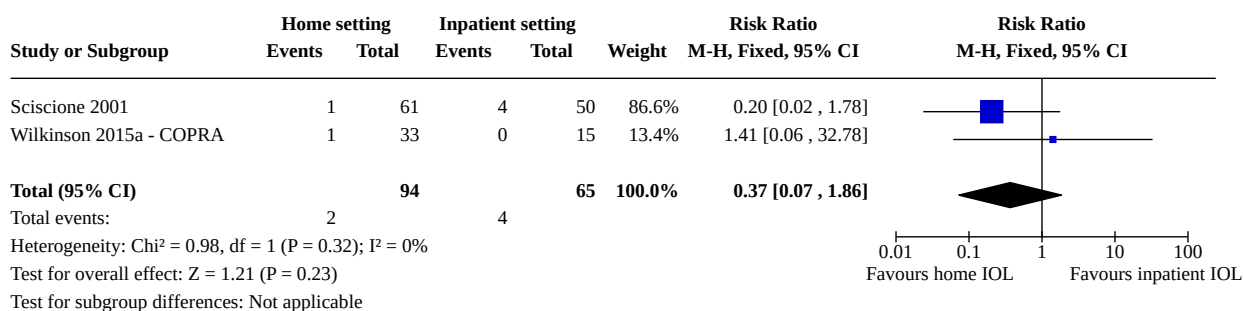 Home setting Inpatient setting Risk Ratio Risk Ratio
Study or Subgroup Events Total Events Total Weight M-H, Fixed, 95% CI M-H, Fixed, 95% CI
Sciscione 2001 1 61 4 50 86.6% 0.20 [0.02 , 1.78]
Wilkinson 2015a - COPRA 1 33 0 15 13.4% 1.41 [0.06 , 32.78]
Total (95% CI) 94 65 100.0% 0.37 [0.07 , 1.86]
Total events: 2 4
Heterogeneity: Chi² = 0.98, df = 1 (P = 0.32); I² = 0%
0.01 0.1 1 10 100
Test for overall effect: Z = 1.21 (P = 0.23) Favours home IOL Favours inpatient IOL
Test for subgroup differences: Not applicable